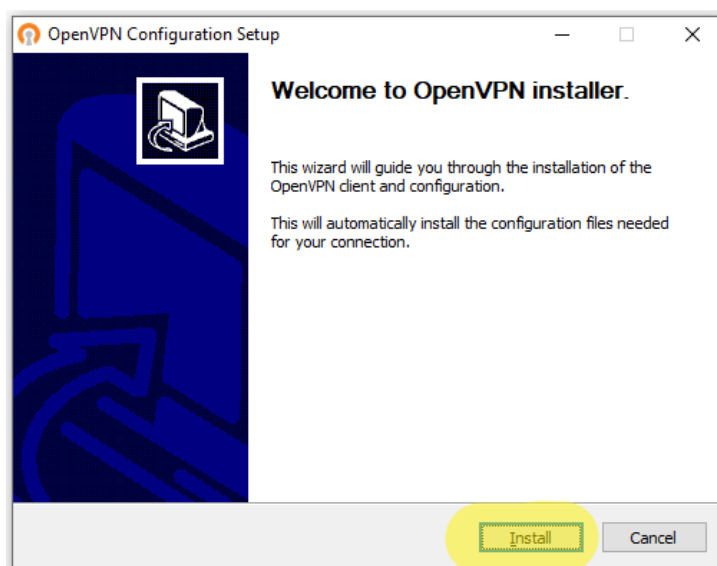 OpenVPN Configuration Setup
Welcome to OpenVPN installer.
This wizard will guide you through the installation of the
OpenVPN client and configuration.
This will automatically install the configuration files needed
for your connection.
Install
Cancel